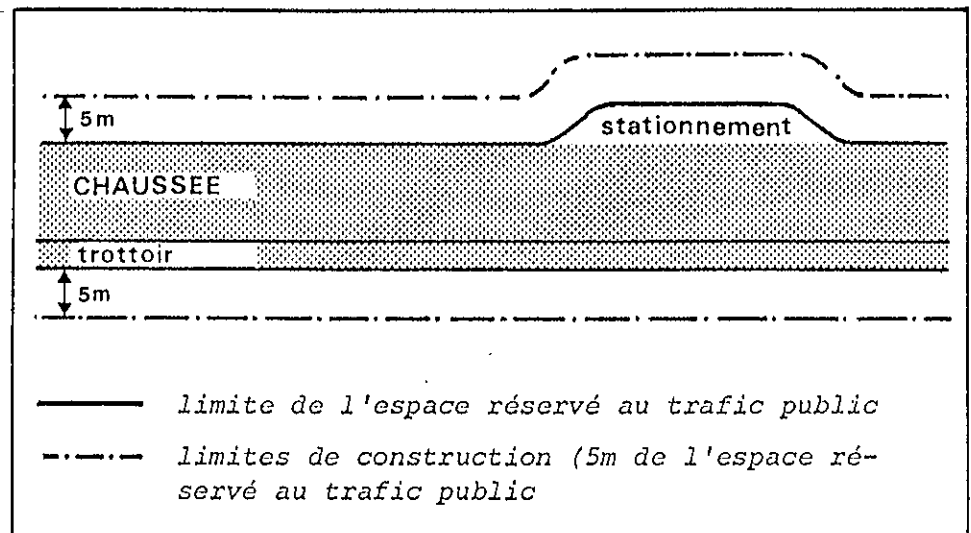 5m
stationnement
CHAUSSEE
trottoir
5m
limite de l'espace réservé au trafic public
limites de construction (5m de l'espace ré-
servé au trafic public